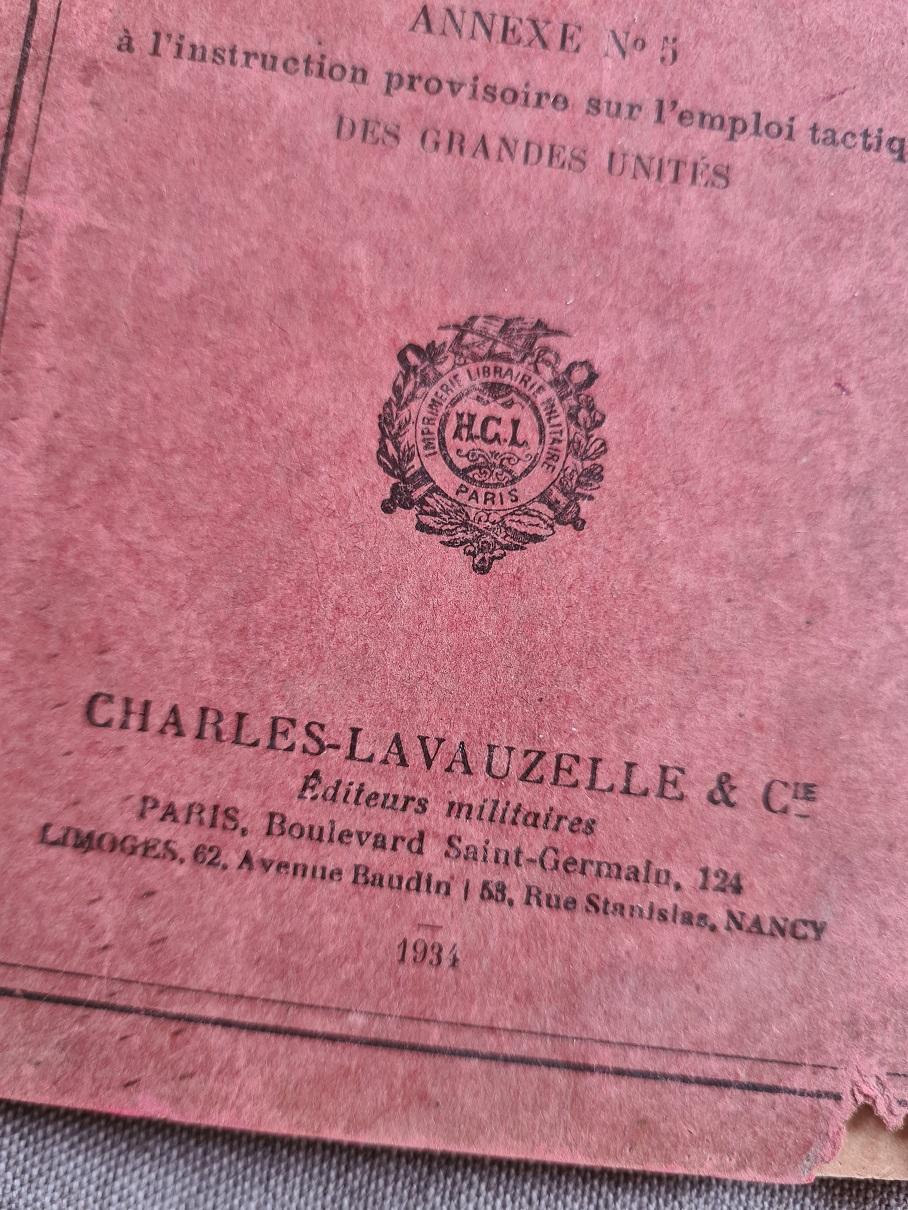 ANNEXE Nº 5
à l'instruction provisoire sur l'emploi tactiq
DES GRANDES UNITÉS
IMPRIMERIE LIBRAIRIE MILITAIRE
H.C.L.
PARIS
CHARLES-LAVAUZELLE & CIE
Éditeurs militaires
PARIS, Boulevard Saint-Germain, 124
LIMOGES, 62, Avenue Baudin | 53, Rue Stanislas, NANCY
1934